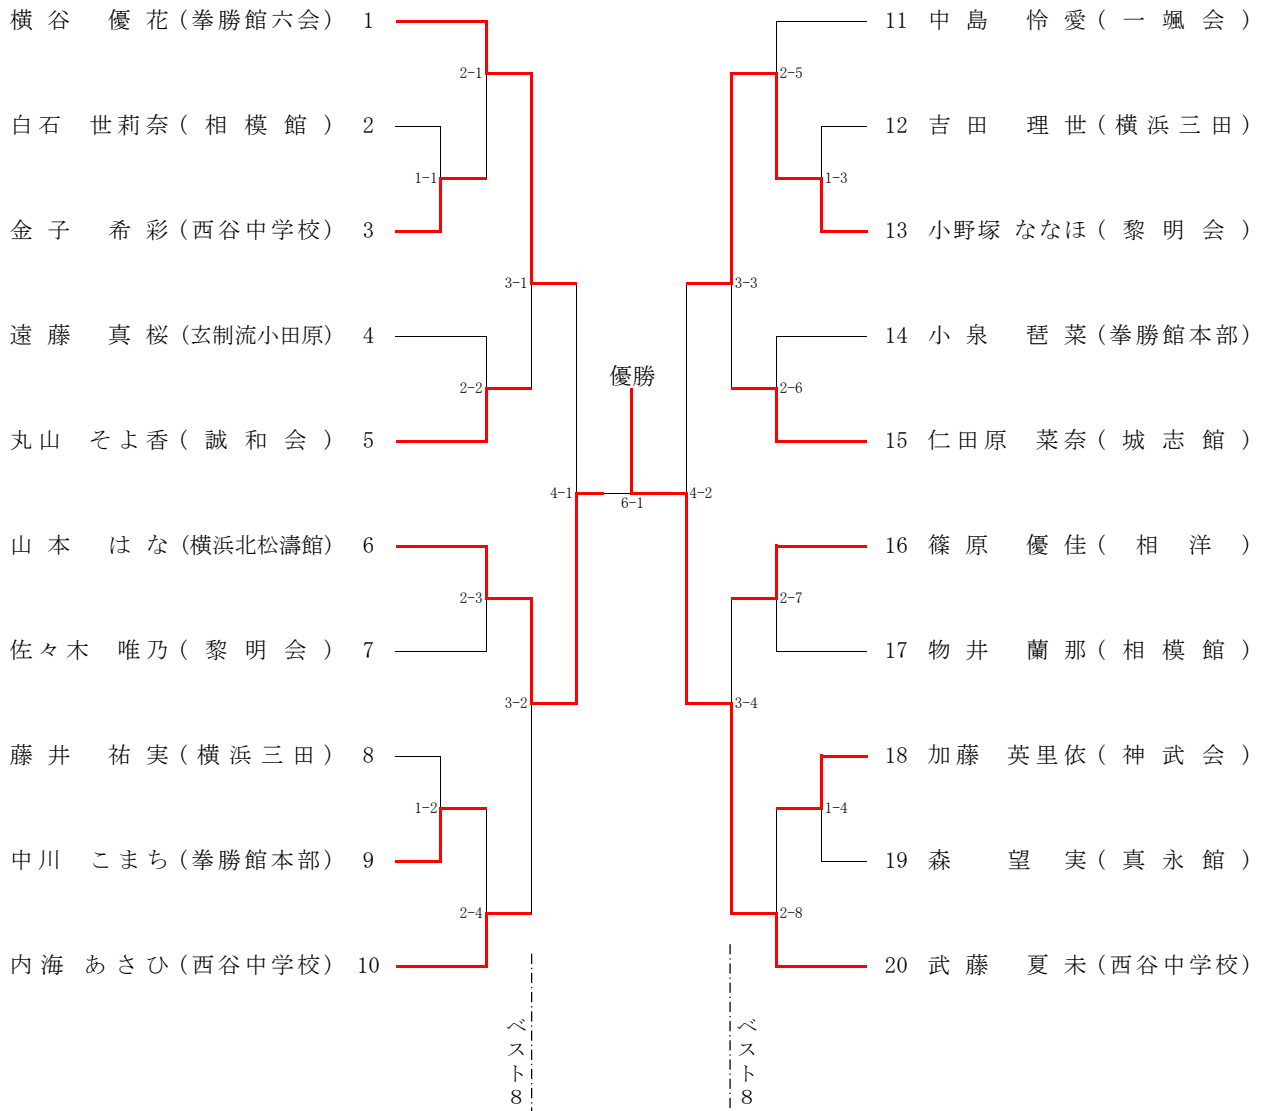 横谷 優花(拳勝館六会) 1
2-1
白石 世莉奈(相模館) 2
1-1
金子 希彩(西谷中学校) 3
3-1
遠藤 真桜(玄制流小田原) 4
2-2
丸山 そよ香(誠和会) 5
4-1
山本 はな(横浜北松濤館) 6
2-3
佐々木 唯乃(黎明会) 7
3-2
藤井 祐実(横浜三田) 8
1-2
中川 こまち(拳勝館本部) 9
2-4
内海 あさひ(西谷中学校) 10
ベスト8
優勝
6-1
11 中島 怜愛(一颯会)
2-5
12 吉田 理世(横浜三田)
1-3
13 小野塚 ななほ(黎明会)
3-3
14 小泉 琶菜(拳勝館本部)
2-6
15 仁田原 菜奈(城志館)
4-2
16 篠原 優佳(相洋)
2-7
17 物井 蘭那(相模館)
3-4
18 加藤 英里依(神武会)
1-4
19 森 望実(真永館)
2-8
20 武藤 夏未(西谷中学校)
ベスト8